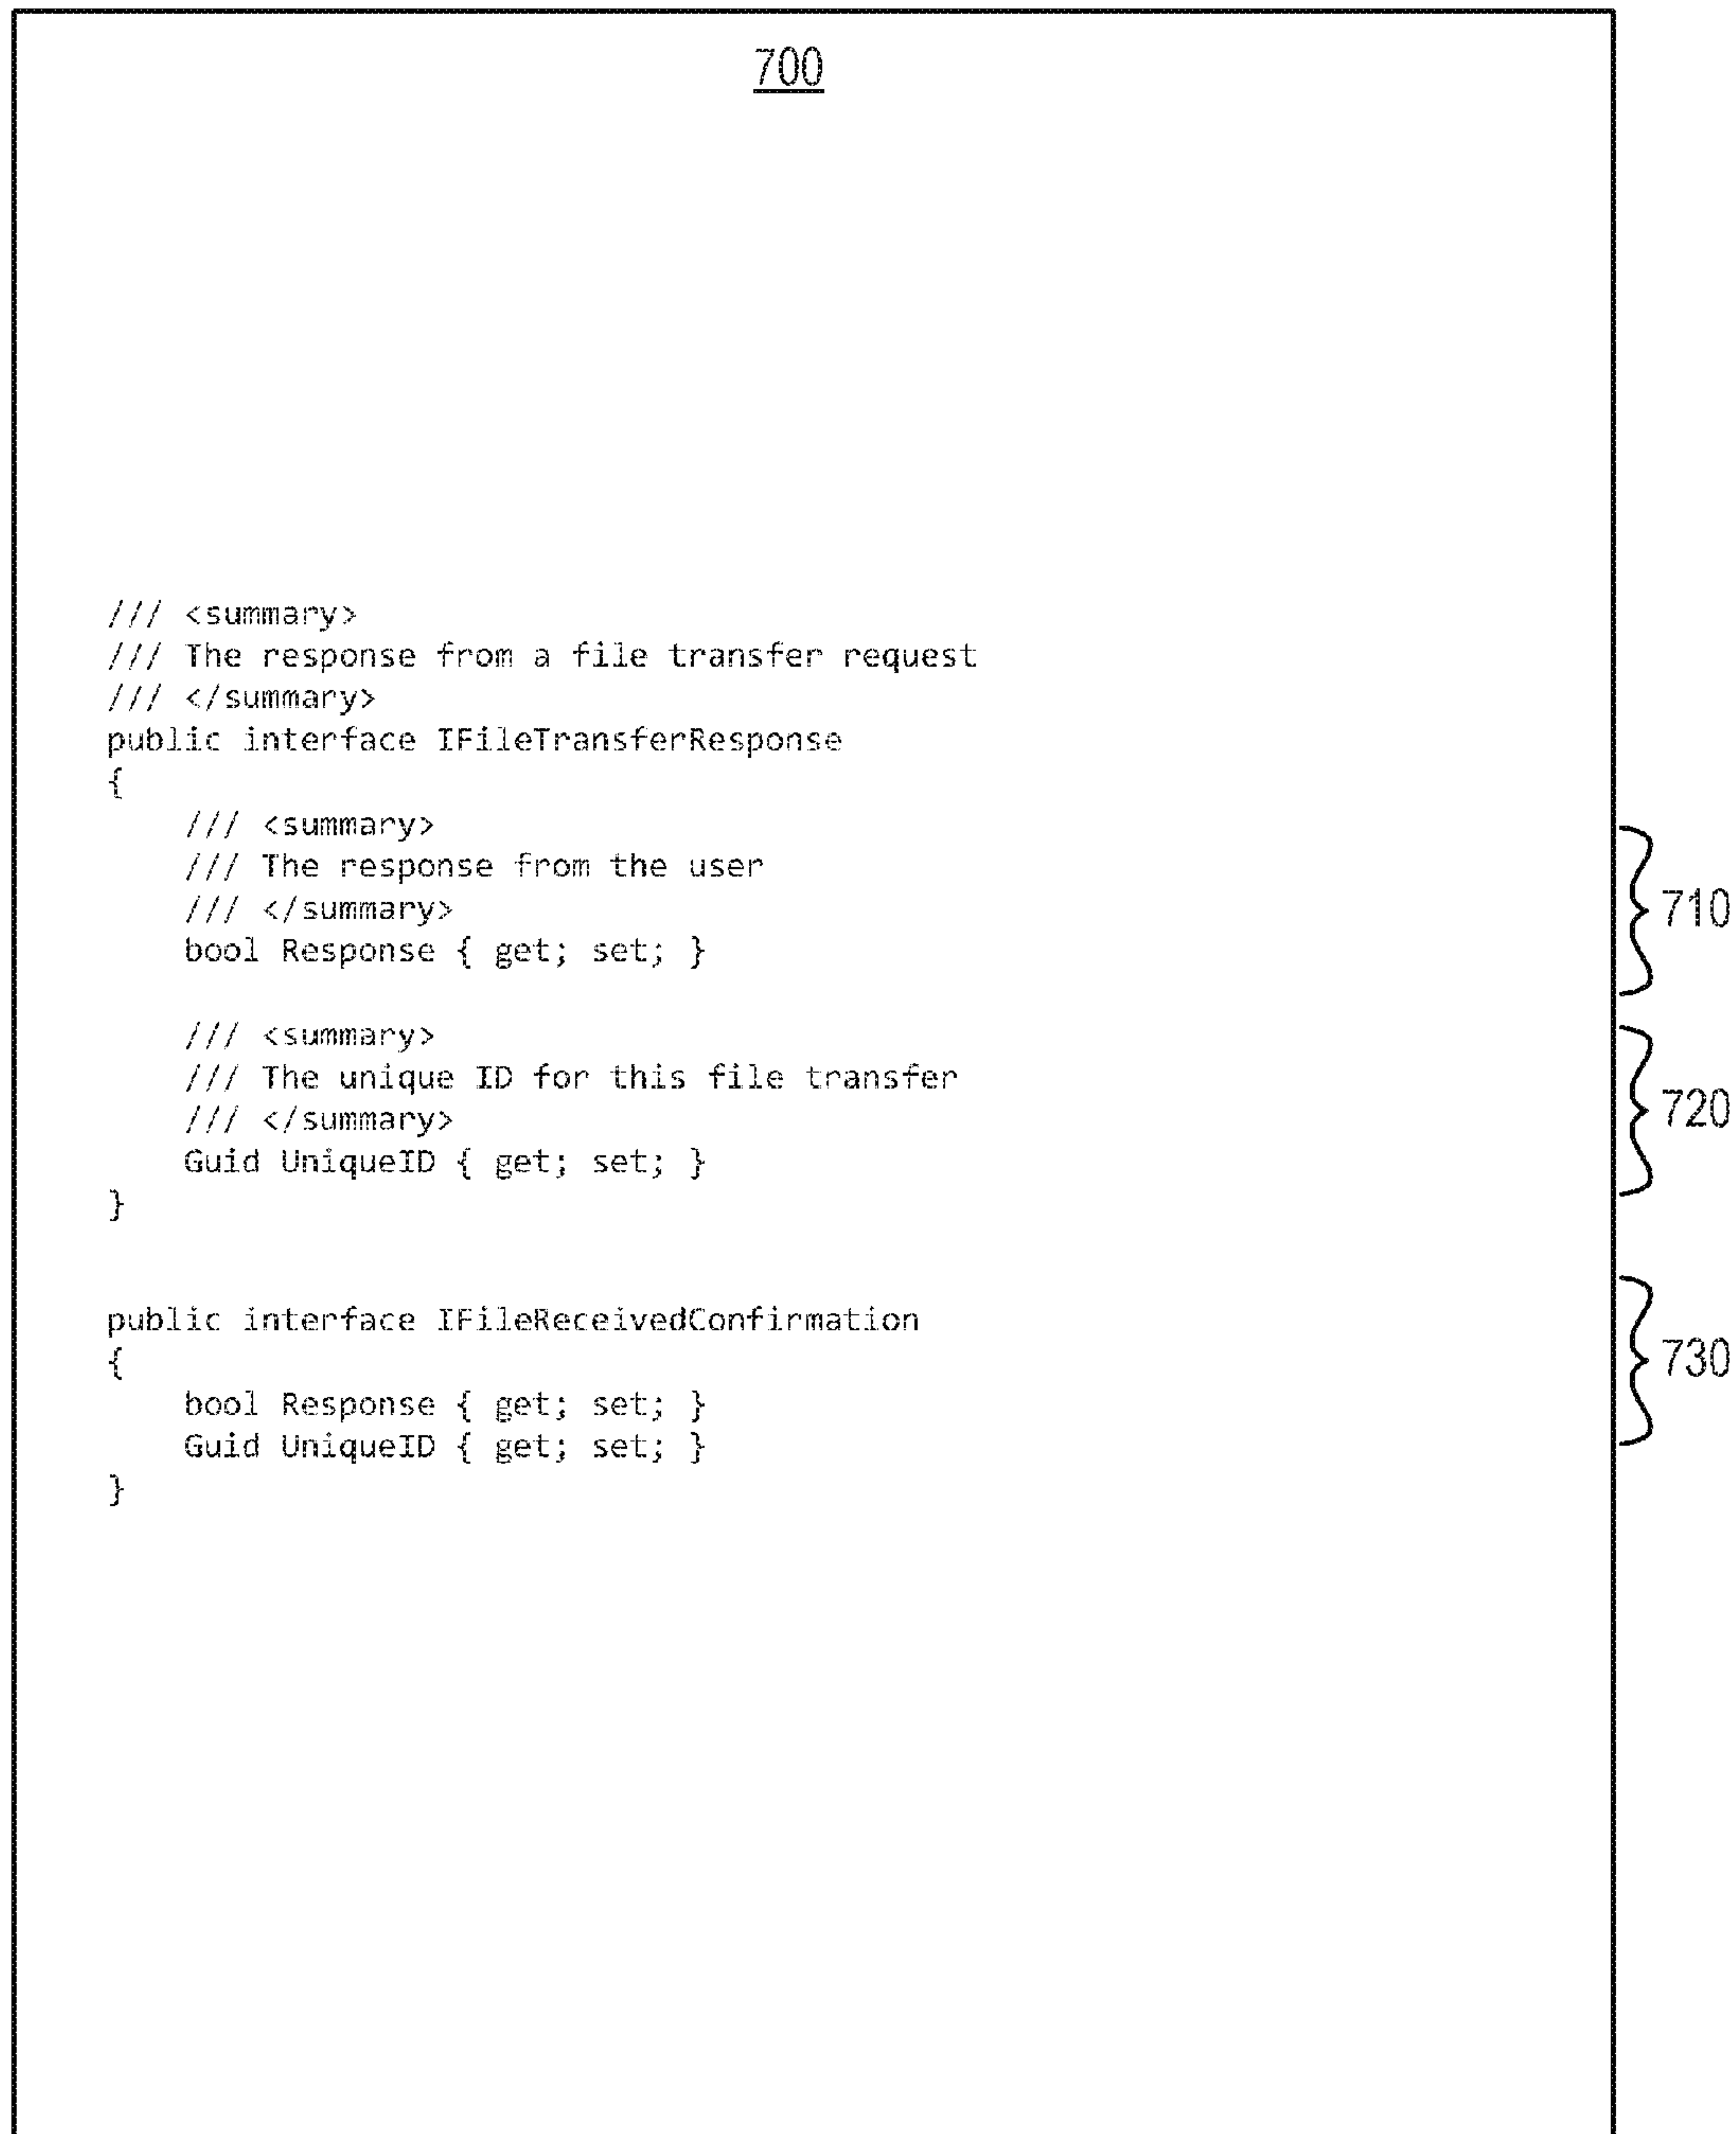 700
/// <summary>
/// The response from a file transfer request
/// </summary>
public interface IFileTransferResponse
{
/// <summary>
/// The response from the user
/// </summary>
bool Response { get; set; }
710
/// <summary>
/// The unique ID for this file transfer
/// </summary>
Guid UniqueID { get; set; }
720
}
public interface IFileReceivedConfirmation
{
bool Response { get; set; }
Guid UniqueID { get; set; }
730
}